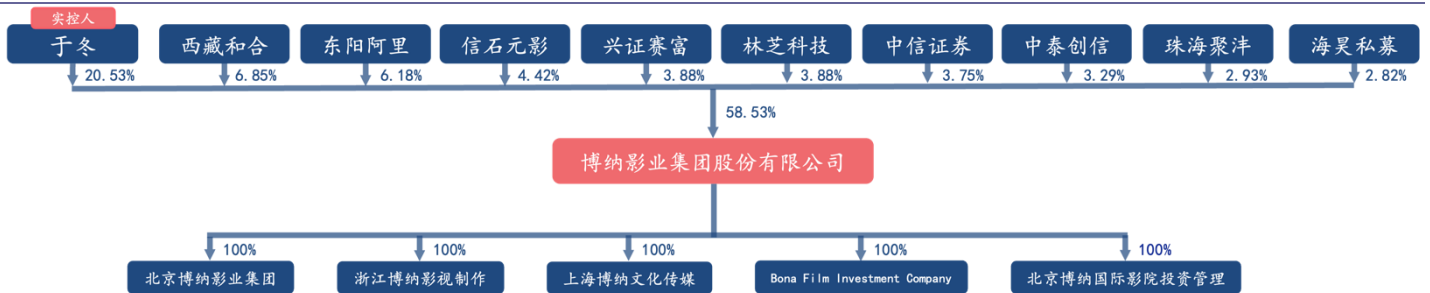 实控人
于冬
西藏和合
东阳阿里
信石元影
兴证赛富
林芝科技
中信证券
中泰创信
珠海聚沣
海昊私募
20.53%
6.85%
6.18%
4.42%
3.88%
3.88%
3.75%
3.29%
2.93%
2.82%
58.53%
博纳影业集团股份有限公司
100%
100%
100%
100%
100%
北京博纳影业集团
浙江博纳影视制作
上海博纳文化传媒
Bona Film Investment Company
北京博纳国际影院投资管理